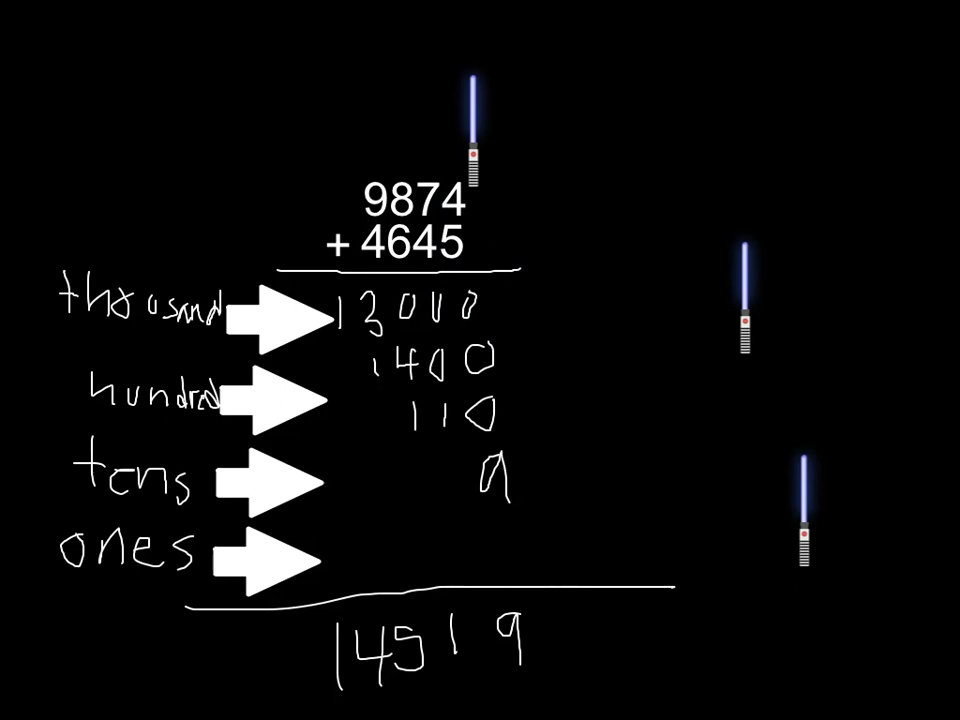 9874
+ 4645
thousand 13000
1400
hundred
110
tens 9
ones
14519